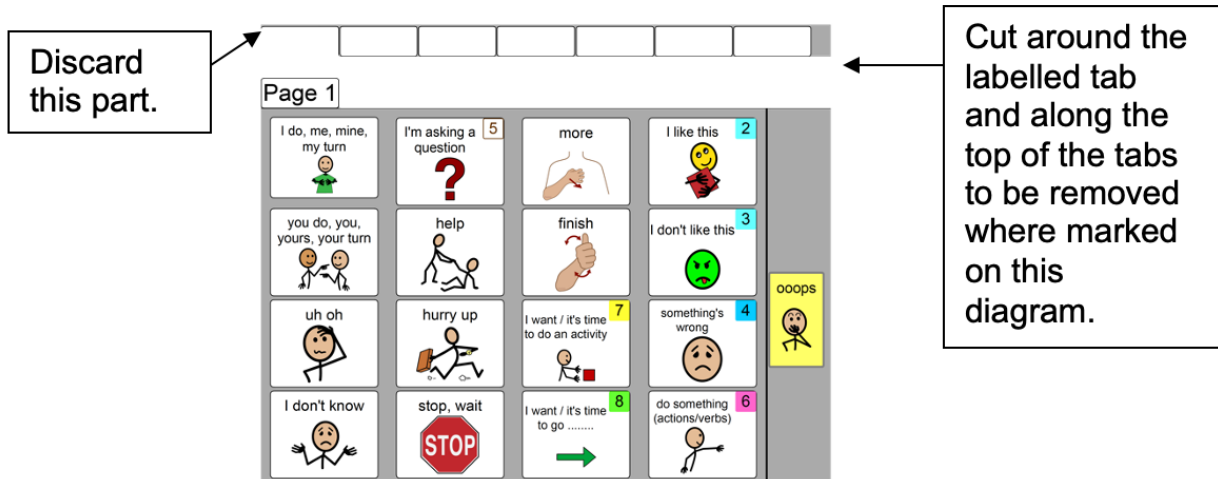 Discard
this part.
Page 1
I do, me, mine,
my turn
I'm asking a
question
5
more
I like this
2
you do, you,
yours, your turn
help
finish
I don't like this
3
uh oh
hurry up
I want / it's time
to do an activity
7
something's
wrong
4
I don't know
stop, wait
STOP
I want / it's time
to go ........
8
do something
(actions/verbs)
6
ooops
Cut around the
labelled tab
and along the
top of the tabs
to be removed
where marked
on this
diagram.